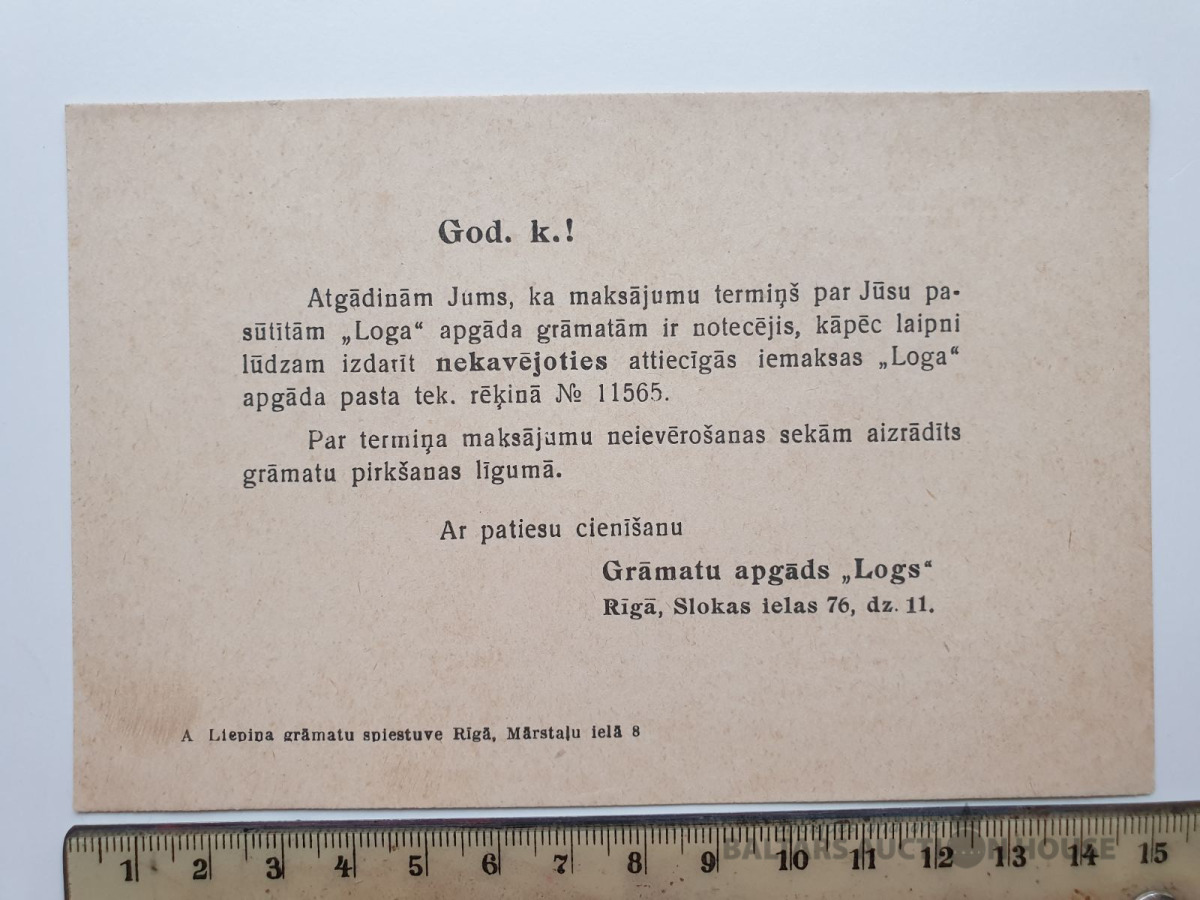 God. k.!
Atgādinām Jums, ka maksājumu termiņš par Jūsu pa-
sūtītām „Loga“ apgāda grāmatām ir notecējis, kāpēc laipni
lūdzam izdarīt nekavējoties attiecīgās iemaksas „Loga“
apgāda pasta tek. rēķinā № 11565.
Par termiņa maksājumu neievērošanas sekām aizrādīts
grāmatu pirkšanas līgumā.
Ar patiesu cienīšanu
Grāmatu apgāds „Logs“
Rīgā, Slokas ielas 76, dz. 11.
A Liepiņa grāmatu spiestuve Rīgā, Mārstaļu ielā 8
BALTARS AUCTION HOUSE
1 2 3 4 5 6 7 8 9 10 11 12 13 14 15